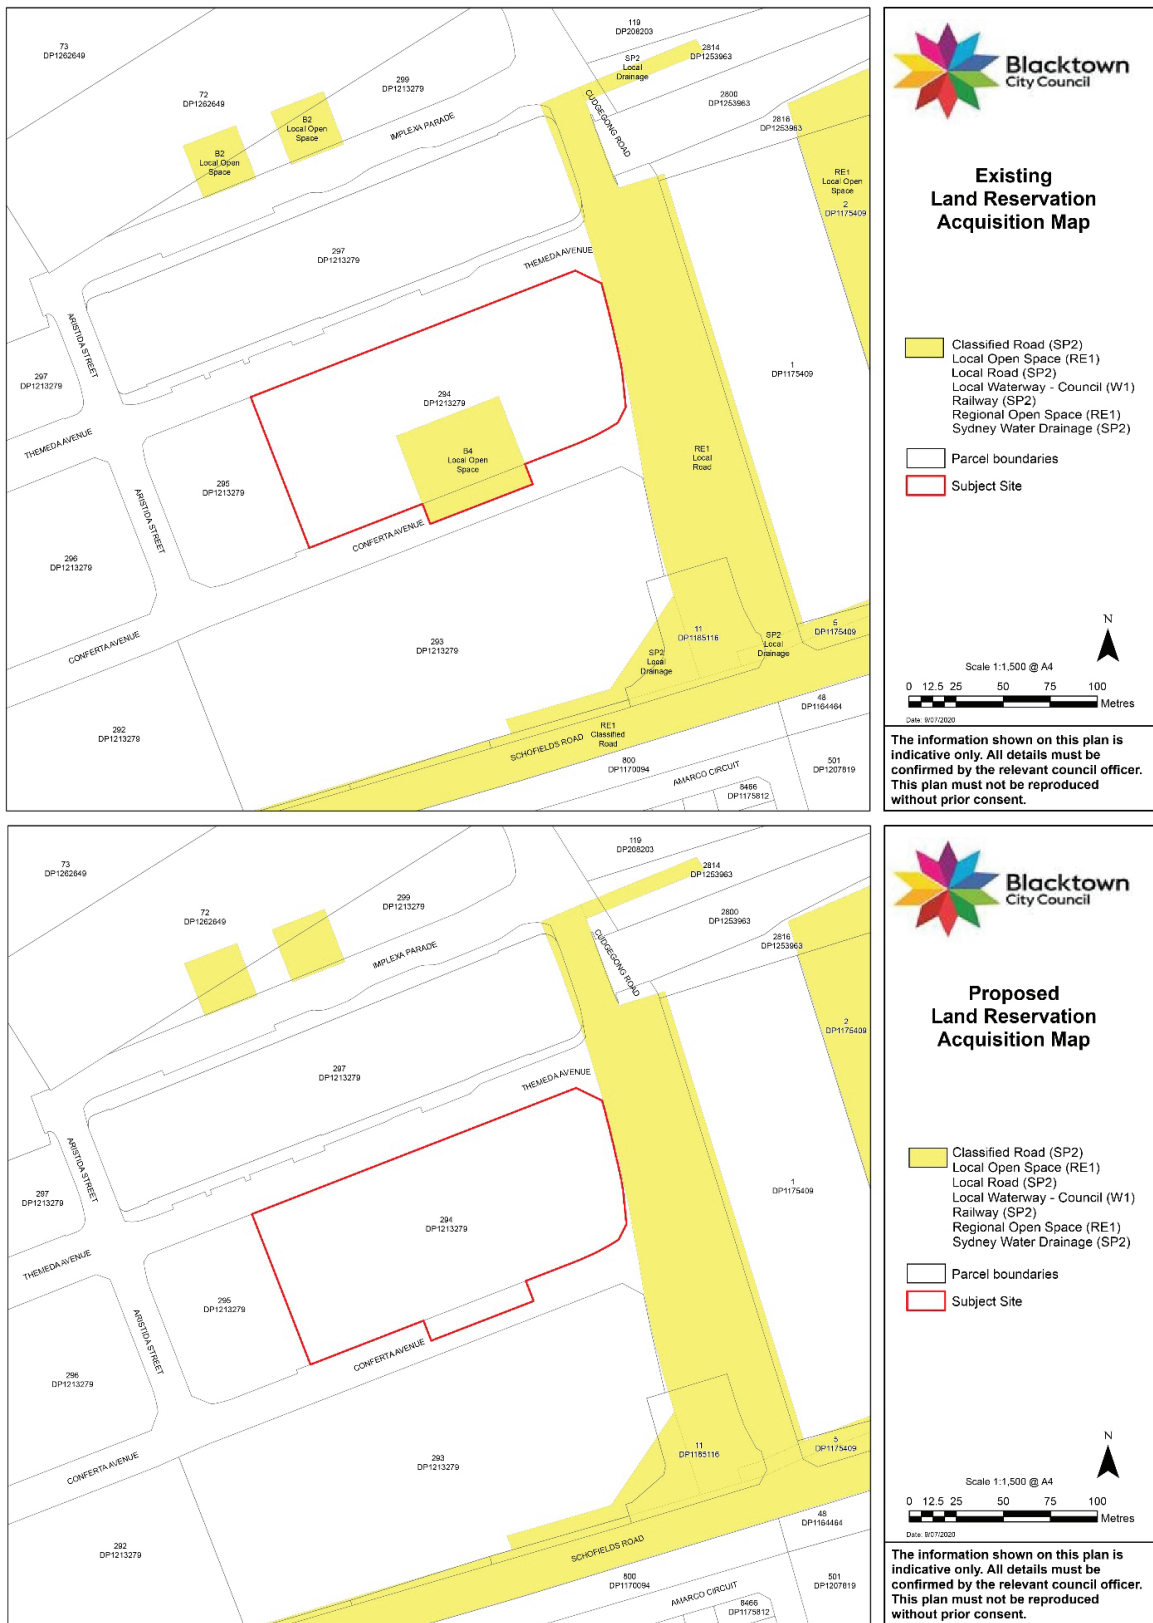 73
DP1262649
72
DP1262649
299
DP1213279
B2
Local Open
Space
B2
Local Open
Space
IMPLEXA PARADE
119
DP208203
2814
DP1253963
SP2
Local
Drainage
2800
DP1253963
CUDGEGONG ROAD
2816
DP1253963
RE1
Local Open
Space
2
DP1175409
297
DP1213279
THEMEDA AVENUE
ARISTIDA STREET
297
DP1213279
THEMEDA AVENUE
294
DP1213279
B4
Local Open
Space
1
DP1175409
RE1
Local
Road
295
DP1213279
ARISTIDA STREET
CONFERTA AVENUE
296
DP1213279
CONFERTA AVENUE
293
DP1213279
11
DP1185116
SP2
Local
Drainage
SP2
Local
Drainage
5
DP1175409
292
DP1213279
RE1
Classified
Road
SCHOFIELDS ROAD
48
DP1164464
800
DP1170094
AMARCO CIRCUIT
501
DP1207819
8466
DP1175812
Blacktown
City Council
Existing
Land Reservation
Acquisition Map
Classified Road (SP2)
Local Open Space (RE1)
Local Road (SP2)
Local Waterway - Council (W1)
Railway (SP2)
Regional Open Space (RE1)
Sydney Water Drainage (SP2)
Parcel boundaries
Subject Site
N
Scale 1:1,500 @ A4
0 12.5 25 50 75 100
Metres
Date: 9/07/2020
The information shown on this plan is
indicative only. All details must be
confirmed by the relevant council officer.
This plan must not be reproduced
without prior consent.
73
DP1262649
72
DP1262649
299
DP1213279
IMPLEXA PARADE
119
DP208203
2814
DP1253963
2800
DP1253963
CUDGEGONG ROAD
2816
DP1253963
2
DP1175409
297
DP1213279
THEMEDA AVENUE
ARISTIDA STREET
297
DP1213279
THEMEDA AVENUE
294
DP1213279
1
DP1175409
295
DP1213279
ARISTIDA STREET
CONFERTA AVENUE
296
DP1213279
CONFERTA AVENUE
293
DP1213279
11
DP1185116
5
DP1175409
292
DP1213279
SCHOFIELDS ROAD
48
DP1164464
800
DP1170094
AMARCO CIRCUIT
501
DP1207819
8466
DP1175812
Blacktown
City Council
Proposed
Land Reservation
Acquisition Map
Classified Road (SP2)
Local Open Space (RE1)
Local Road (SP2)
Local Waterway - Council (W1)
Railway (SP2)
Regional Open Space (RE1)
Sydney Water Drainage (SP2)
Parcel boundaries
Subject Site
N
Scale 1:1,500 @ A4
0 12.5 25 50 75 100
Metres
Date: 9/07/2020
The information shown on this plan is
indicative only. All details must be
confirmed by the relevant council officer.
This plan must not be reproduced
without prior consent.